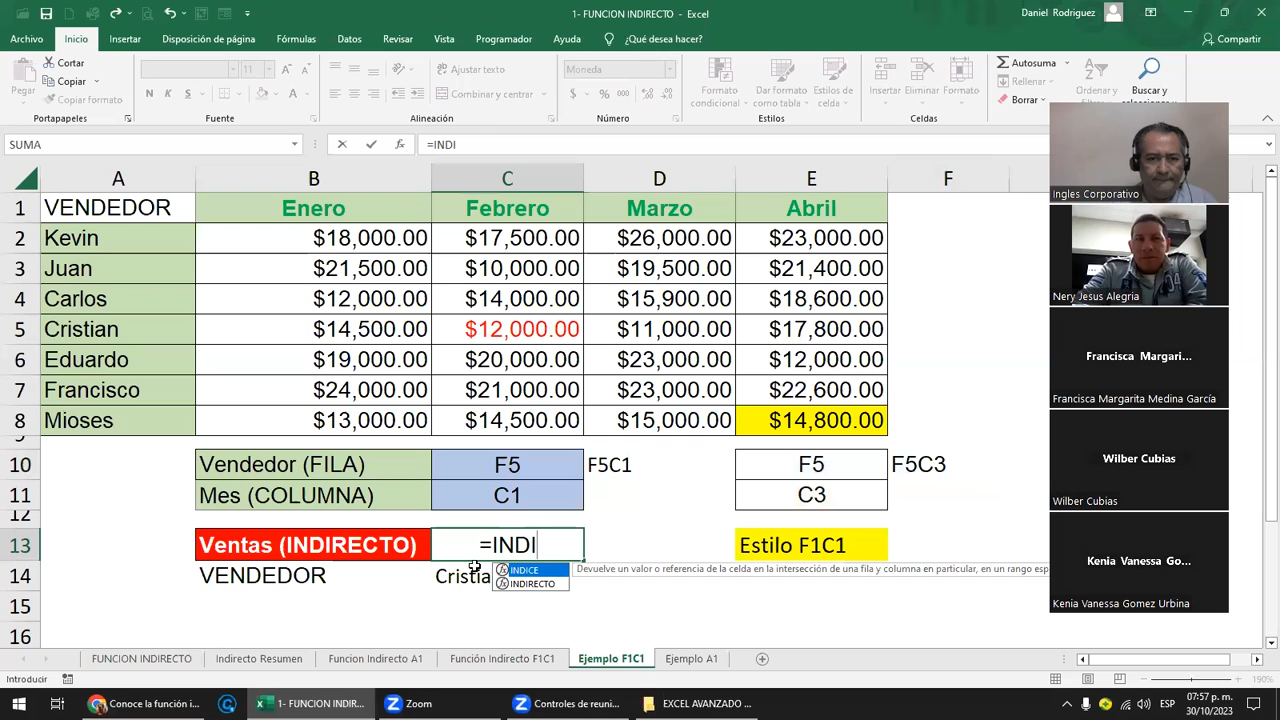 1- FUNCION INDIRECTO - Excel
Daniel Rodriguez
Archivo Inicio Insertar Disposición de página Fórmulas Datos Revisar Vista Programador Ayuda ¿Qué desea hacer? Compartir
Pegar
Cortar
Copiar
Copiar formato
Portapapeles
11
N K S
Fuente
Ajustar texto
Combinar y centrar
Alineación
Moneda
$ % 000
Número
Formato condicional
Dar formato como tabla
Estilos de celda
Estilos
Insertar Eliminar Formato
Celdas
Autosuma
Rellenar
Borrar
Ordenar y
Buscar y
SUMA
=INDI
A B C D E F
1 VENDEDOR Enero Febrero Marzo Abril
2 Kevin $18,000.00 $17,500.00 $26,000.00 $23,000.00
3 Juan $21,500.00 $10,000.00 $19,500.00 $21,400.00
4 Carlos $12,000.00 $14,000.00 $15,900.00 $18,600.00
5 Cristian $14,500.00 $12,000.00 $11,000.00 $17,800.00
6 Eduardo $19,000.00 $20,000.00 $23,000.00 $12,000.00
7 Francisco $24,000.00 $21,000.00 $23,000.00 $22,600.00
8 Mioses $13,000.00 $14,500.00 $15,000.00 $14,800.00
10 Vendedor (FILA) F5 F5C1 F5 F5C3
11 Mes (COLUMNA) C1 C3
12
13 Ventas (INDIRECTO) =INDI Estilo F1C1
14 VENDEDOR Cristia
INDICE
INDIRECTO
Devuelve un valor o referencia de la celda en la intersección de una fila y columna en particular, en un rango esp
15
16
Ingles Corporativo
Nery Jesus Alegria
Francisca Margari...
Francisca Margarita Medina García
Wilber Cubias
Wilber Cubias
Kenia Vanessa Go...
Kenia Vanessa Gomez Urbina
FUNCION INDIRECTO Indirecto Resumen Funcion Indirecto A1 Función Indirecto F1C1 Ejemplo F1C1 Ejemplo A1
Introducir
190%
Conoce la función i...
1- FUNCION INDIR...
Zoom
Controles de reuni...
EXCEL AVANZADO ...
ESP
07:57 p. m.
30/10/2023